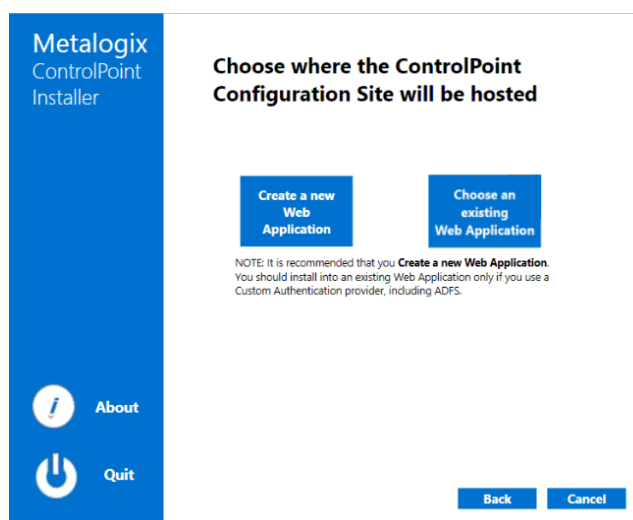 Metalogix
ControlPoint
Installer
Choose where the ControlPoint
Configuration Site will be hosted
Create a new
Web
Application
Choose an
existing
Web Application
NOTE: It is recommended that you Create a new Web Application.
You should install into an existing Web Application only if you use a
Custom Authentication provider, including ADFS.
About
Quit
Back
Cancel